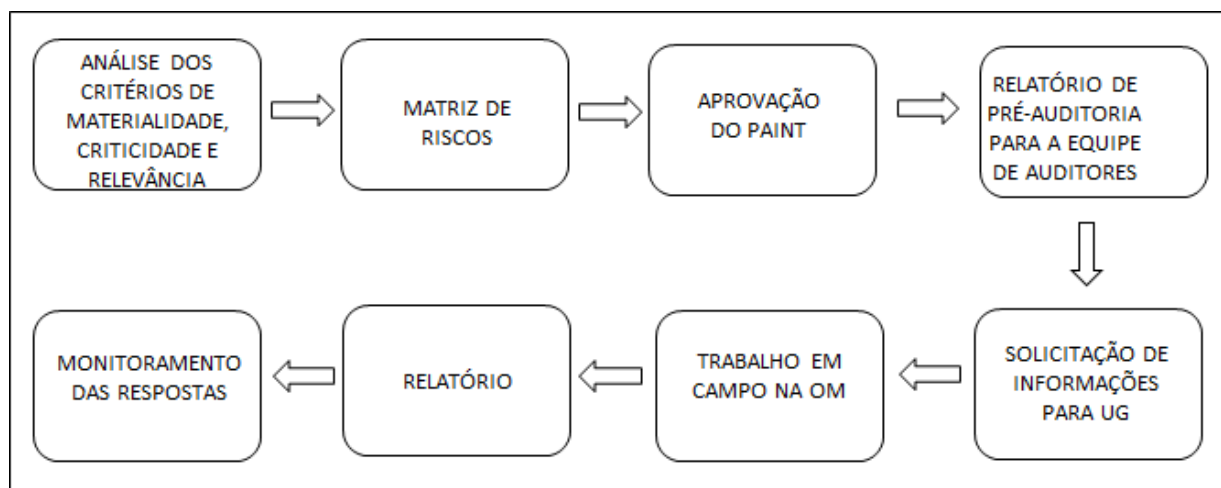 ANÁLISE DOS
CRITÉRIOS DE
MATERIALIDADE,
CRITICIDADE E
RELEVÂNCIA
MATRIZ DE
RISCOS
APROVAÇÃO
DO PAINT
RELATÓRIO DE
PRÉ-AUDITORIA
PARA A EQUIPE
DE AUDITORES
SOLICITAÇÃO DE
INFORMAÇÕES
PARA UG
TRABALHO EM
CAMPO NA OM
RELATÓRIO
MONITORAMENTO
DAS RESPOSTAS